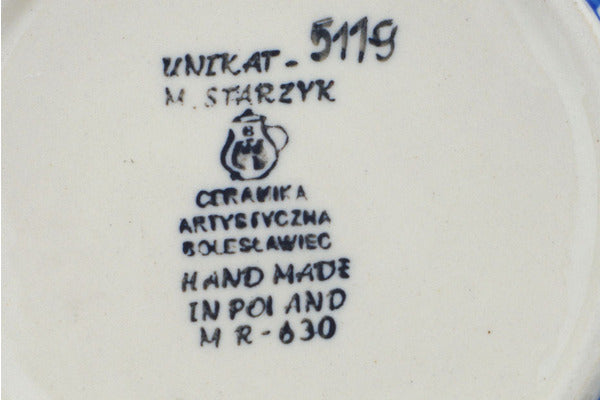 UNIKAT - 5119
M. STARZYK
B
CERAMIKA
ARTYSTYCZNA
BOLESŁAWIEC
HAND MADE
IN POLAND
M R - 630